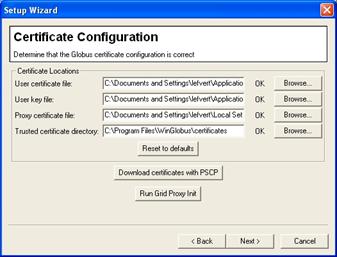 Setup Wizard
Certificate Configuration
Determine that the Globus certificate configuration is correct
Certificate Locations
User certificate file: C:\Documents and Settings\lefvert\Applicatio OK Browse...
User key file: C:\Documents and Settings\lefvert\Applicatio OK Browse...
Proxy certificate file: C:\Documents and Settings\lefvert\Local Set OK Browse...
Trusted certificate directory: C:\Program Files\WinGlobus\certificates OK Browse...
Reset to defaults
Download certificates with PSCP
Run Grid Proxy Init
< Back Next > Cancel